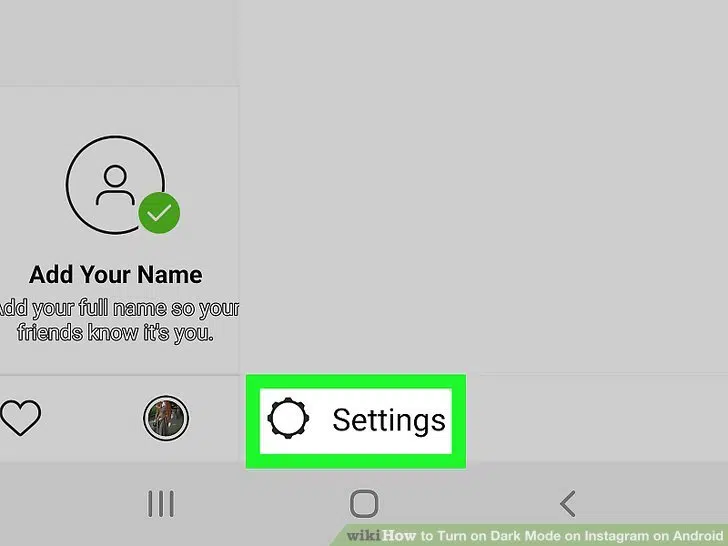 Add Your Name
Add your full name so your
friends know it's you.
Settings
wikiHow to Turn on Dark Mode on Instagram on Android